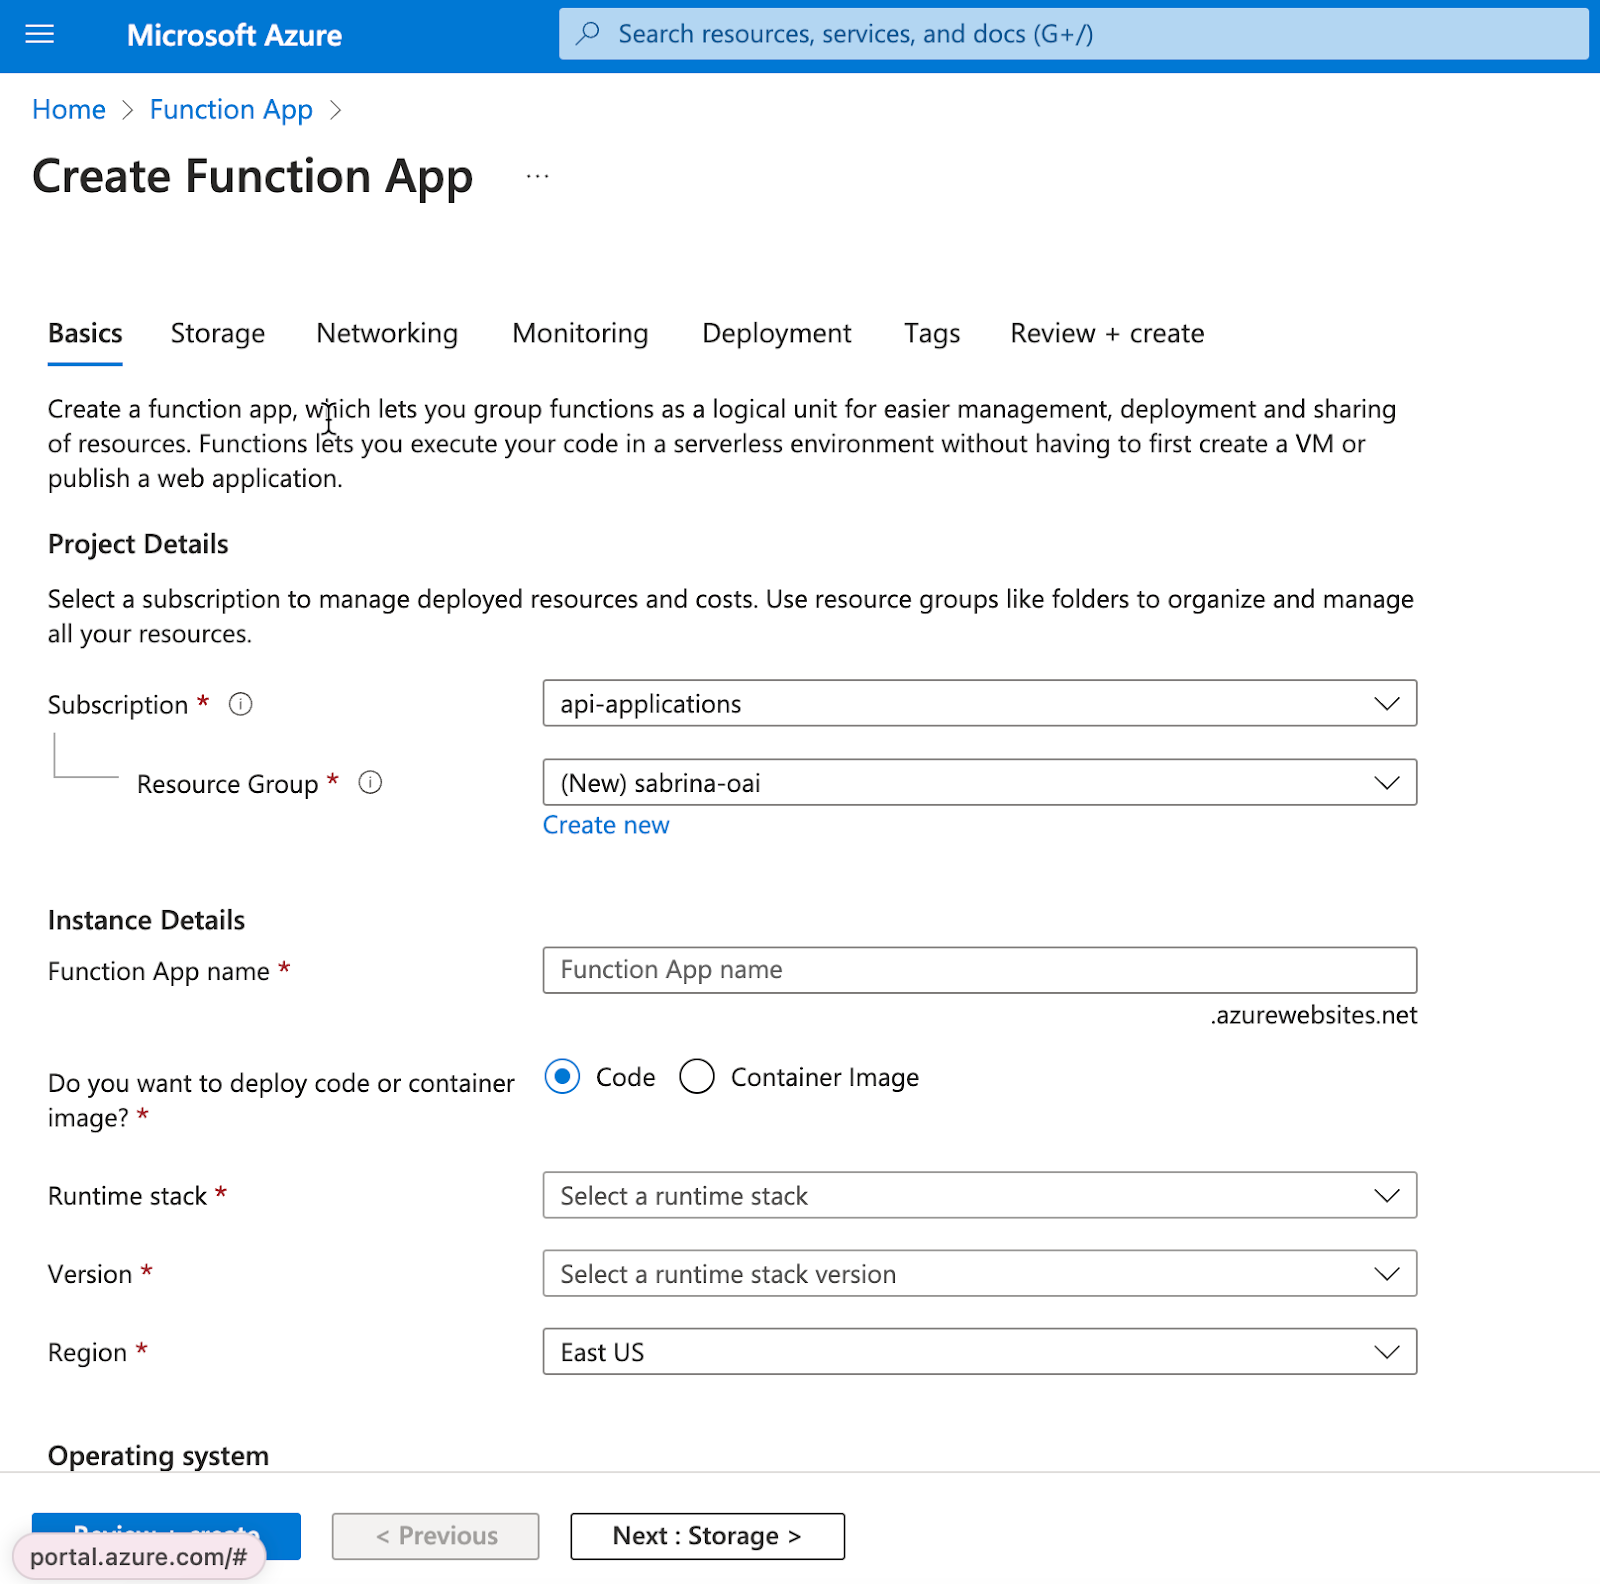 Microsoft Azure
Search resources, services, and docs (G+/)
Home > Function App >
Create Function App ...
Basics Storage Networking Monitoring Deployment Tags Review + create
Create a function app, which lets you group functions as a logical unit for easier management, deployment and sharing
of resources. Functions lets you execute your code in a serverless environment without having to first create a VM or
publish a web application.
Project Details
Select a subscription to manage deployed resources and costs. Use resource groups like folders to organize and manage
all your resources.
Subscription * api-applications
Resource Group * (New) sabrina-oai
Create new
Instance Details
Function App name * Function App name
.azurewebsites.net
Do you want to deploy code or container
image? *
Code Container Image
Runtime stack * Select a runtime stack
Version * Select a runtime stack version
Region * East US
Operating system
Review + create < Previous Next : Storage >
portal.azure.com/#